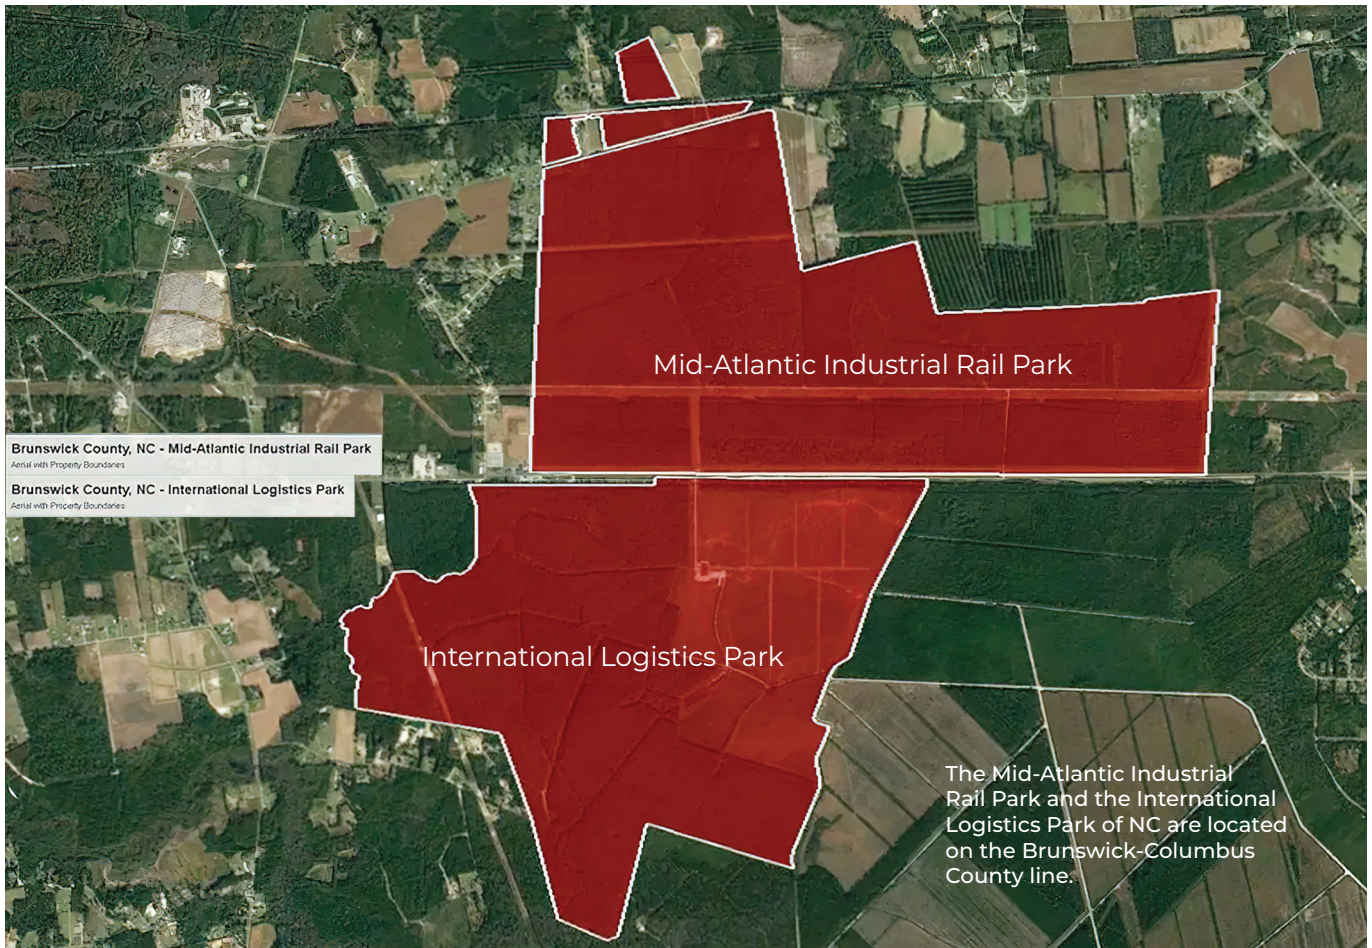 Mid-Atlantic Industrial Rail Park
Brunswick County, NC - Mid-Atlantic Industrial Rail Park
Aerial with Property Boundaries
Brunswick County, NC - International Logistics Park
Aerial with Property Boundaries
International Logistics Park
The Mid-Atlantic Industrial
Rail Park and the International
Logistics Park of NC are located
on the Brunswick-Columbus
County line.